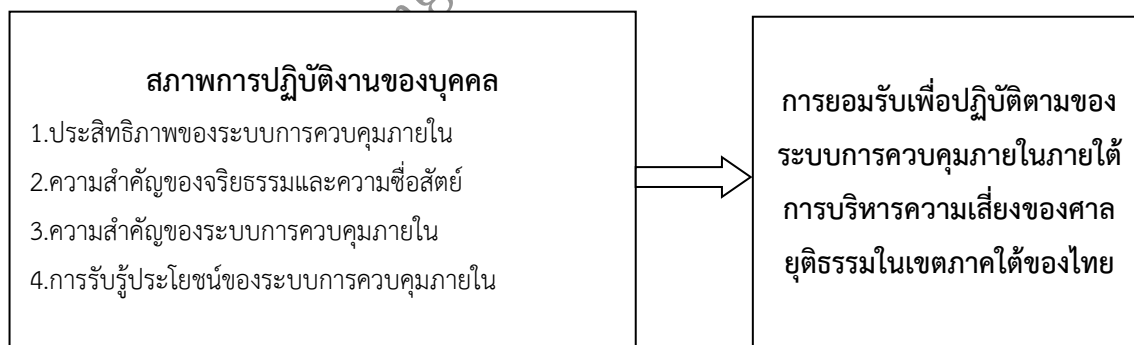 สภาพการปฏิบัติงานของบุคคล
1.ประสิทธิภาพของระบบการควบคุมภายใน
2.ความสำคัญของจริยธรรมและความซื่อสัตย์
3.ความสำคัญของระบบการควบคุมภายใน
4.การรับรู้ประโยชน์ของระบบการควบคุมภายใน
การยอมรับเพื่อปฏิบัติตามของ
ระบบการควบคุมภายในภายใต้
การบริหารความเสี่ยงของศาล
ยุติธรรมในเขตภาคใต้ของไทย